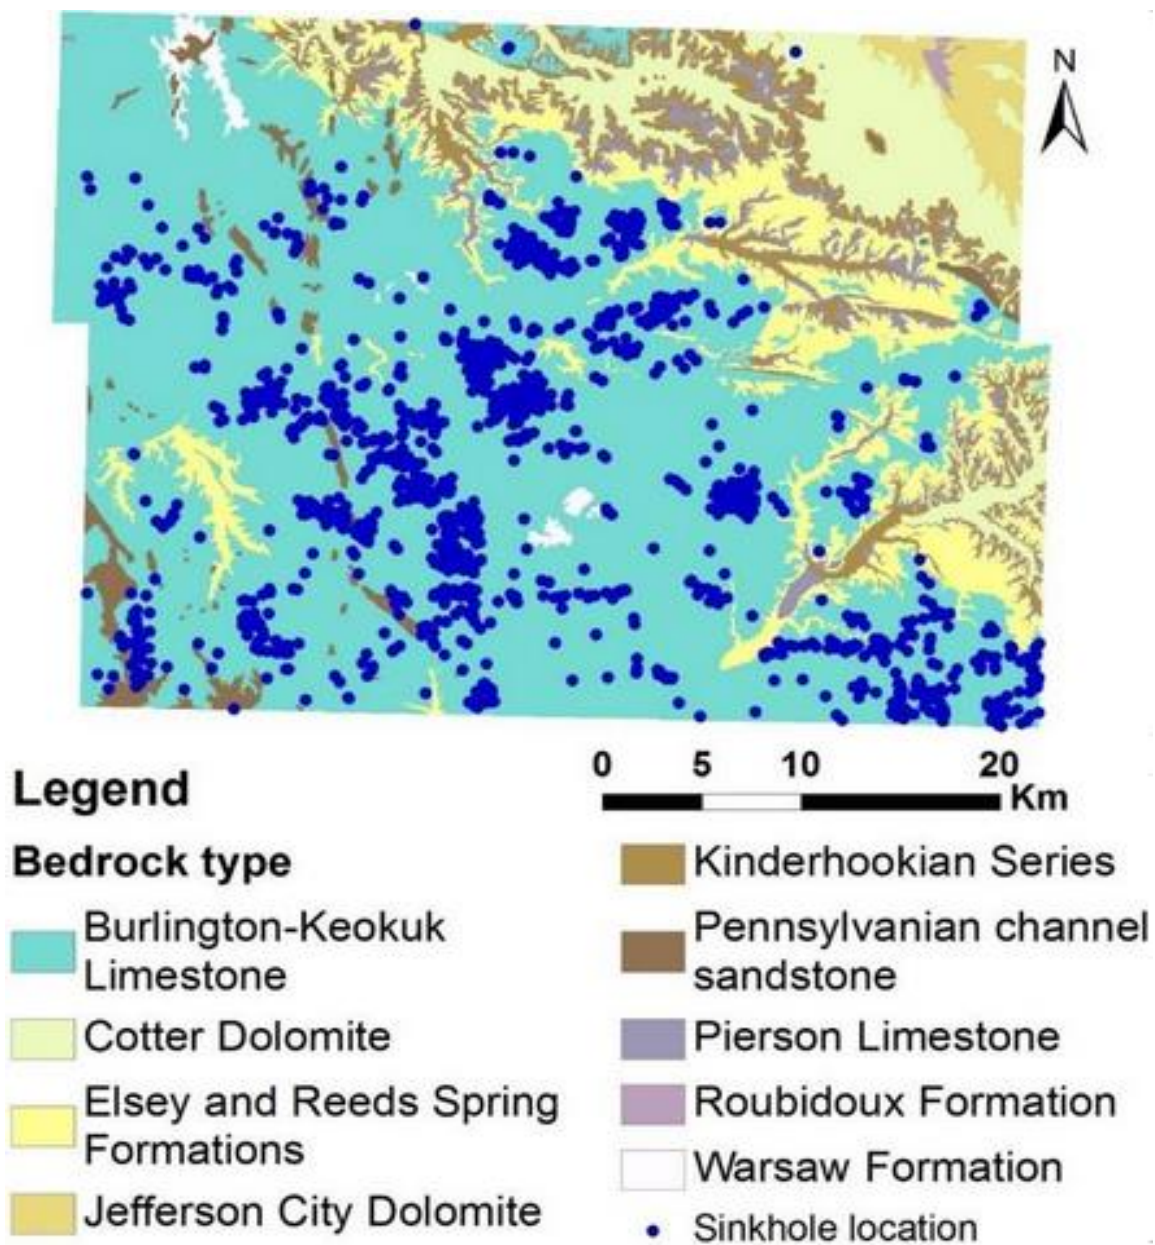 N
0 5 10 20
Km
Legend
Bedrock type
Burlington-Keokuk
Limestone
Cotter Dolomite
Elsey and Reeds Spring
Formations
Jefferson City Dolomite
Kinderhookian Series
Pennsylvanian channel
sandstone
Pierson Limestone
Roubidoux Formation
Warsaw Formation
Sinkhole location